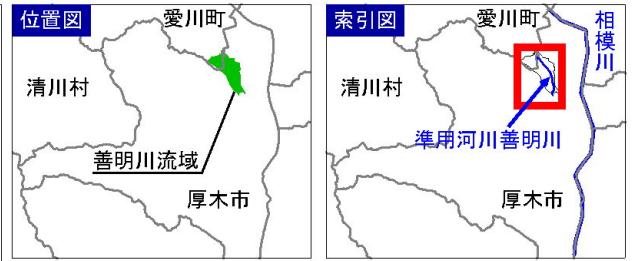 位置図
愛川町
清川村
善明川流域
厚木市
索引図
愛川町
相模川
清川村
準用河川善明川
厚木市